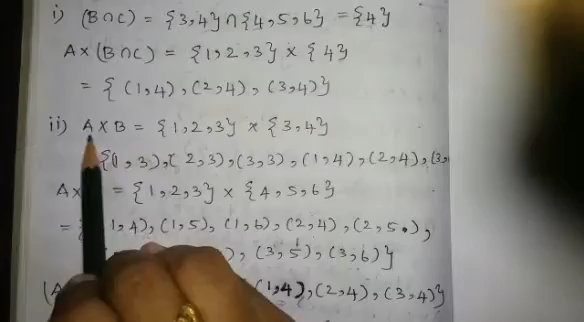 i) (B∩C) = {3,4}∩{4,5,6} = {4}
A×(B∩C) = {1,2,3} × {4}
= {(1,4),(2,4),(3,4)}
ii) A×B = {1,2,3} × {3,4}
{(1,3),(2,3),(3,3),(1,4),(2,4),(3,
A× = {1,2,3} × {4,5,6}
= { 1,4),(1,5),(1,6),(2,4),(2,5),
),(3,5),(3,6)}
(A (1,4),(2,4),(3,4)}